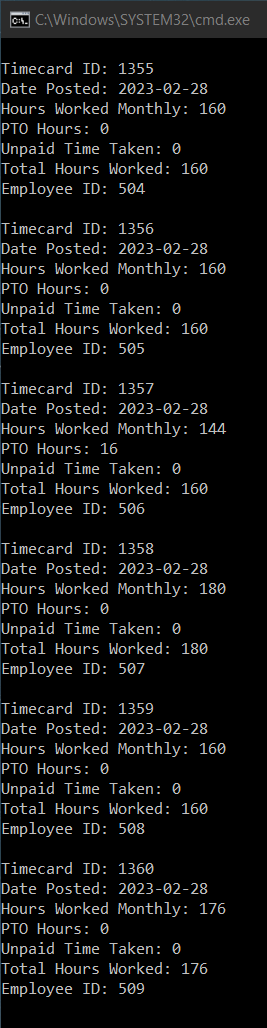 C:\Windows\SYSTEM32\cmd.exe
Timecard ID: 1355
Date Posted: 2023-02-28
Hours Worked Monthly: 160
PTO Hours: 0
Unpaid Time Taken: 0
Total Hours Worked: 160
Employee ID: 504
Timecard ID: 1356
Date Posted: 2023-02-28
Hours Worked Monthly: 160
PTO Hours: 0
Unpaid Time Taken: 0
Total Hours Worked: 160
Employee ID: 505
Timecard ID: 1357
Date Posted: 2023-02-28
Hours Worked Monthly: 144
PTO Hours: 16
Unpaid Time Taken: 0
Total Hours Worked: 160
Employee ID: 506
Timecard ID: 1358
Date Posted: 2023-02-28
Hours Worked Monthly: 180
PTO Hours: 0
Unpaid Time Taken: 0
Total Hours Worked: 180
Employee ID: 507
Timecard ID: 1359
Date Posted: 2023-02-28
Hours Worked Monthly: 160
PTO Hours: 0
Unpaid Time Taken: 0
Total Hours Worked: 160
Employee ID: 508
Timecard ID: 1360
Date Posted: 2023-02-28
Hours Worked Monthly: 176
PTO Hours: 0
Unpaid Time Taken: 0
Total Hours Worked: 176
Employee ID: 509